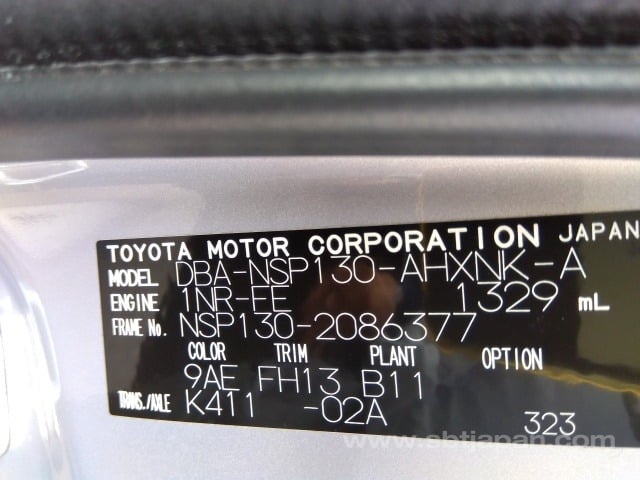 TOYOTA MOTOR CORPORATION JAPAN
MODEL DBA-NSP130-AHXNK-A
ENGINE 1NR-FE 1329 mL
FRAME No. NSP130-2086377
COLOR TRIM PLANT OPTION
9AE FH13 B11
TRANS./AXLE K411 -02A 323
www.sbtjapan.com